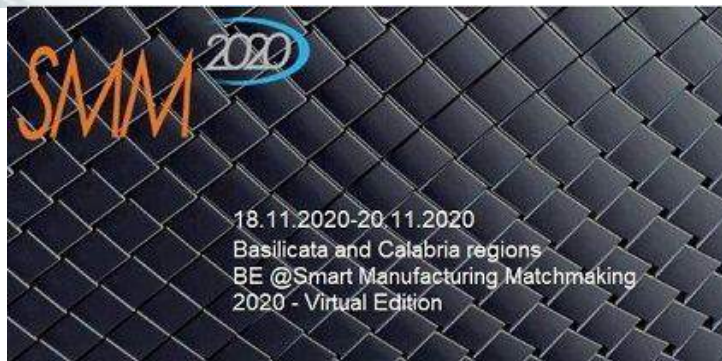 SMM 2020
18.11.2020-20.11.2020
Basilicata and Calabria regions
BE @Smart Manufacturing Matchmaking
2020 - Virtual Edition